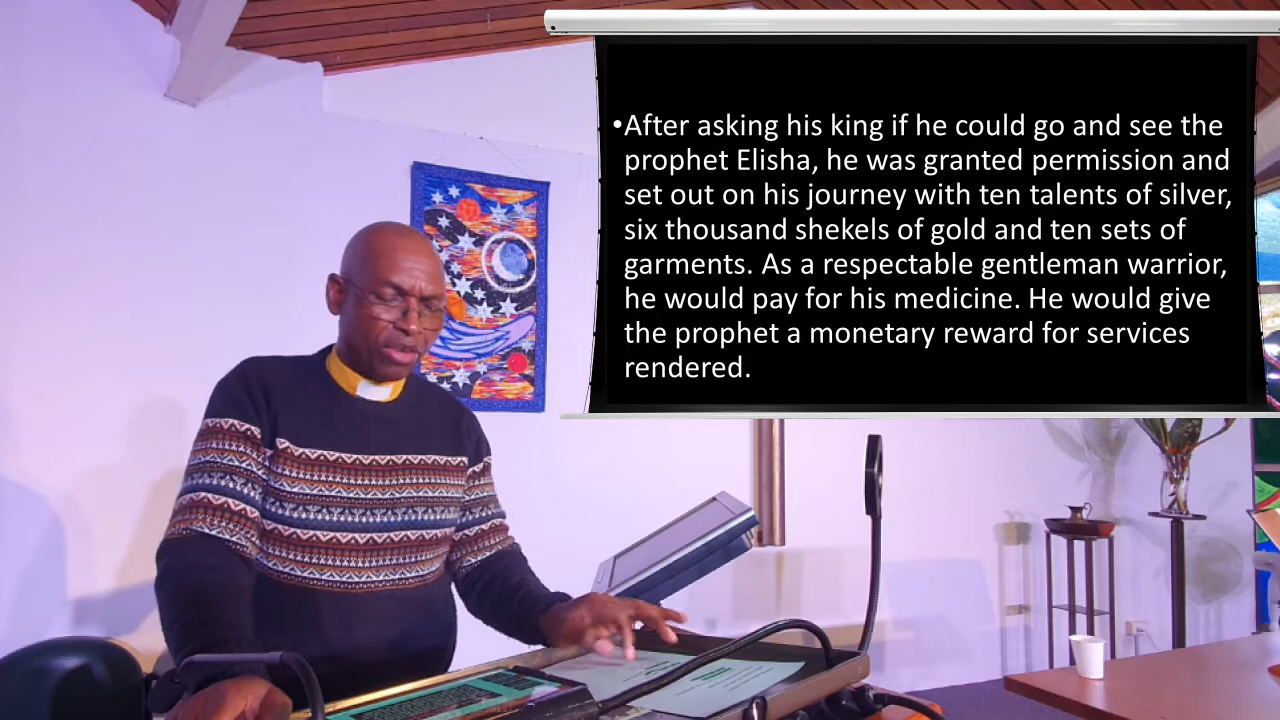 •After asking his king if he could go and see the
prophet Elisha, he was granted permission and
set out on his journey with ten talents of silver,
six thousand shekels of gold and ten sets of
garments. As a respectable gentleman warrior,
he would pay for his medicine. He would give
the prophet a monetary reward for services
rendered.